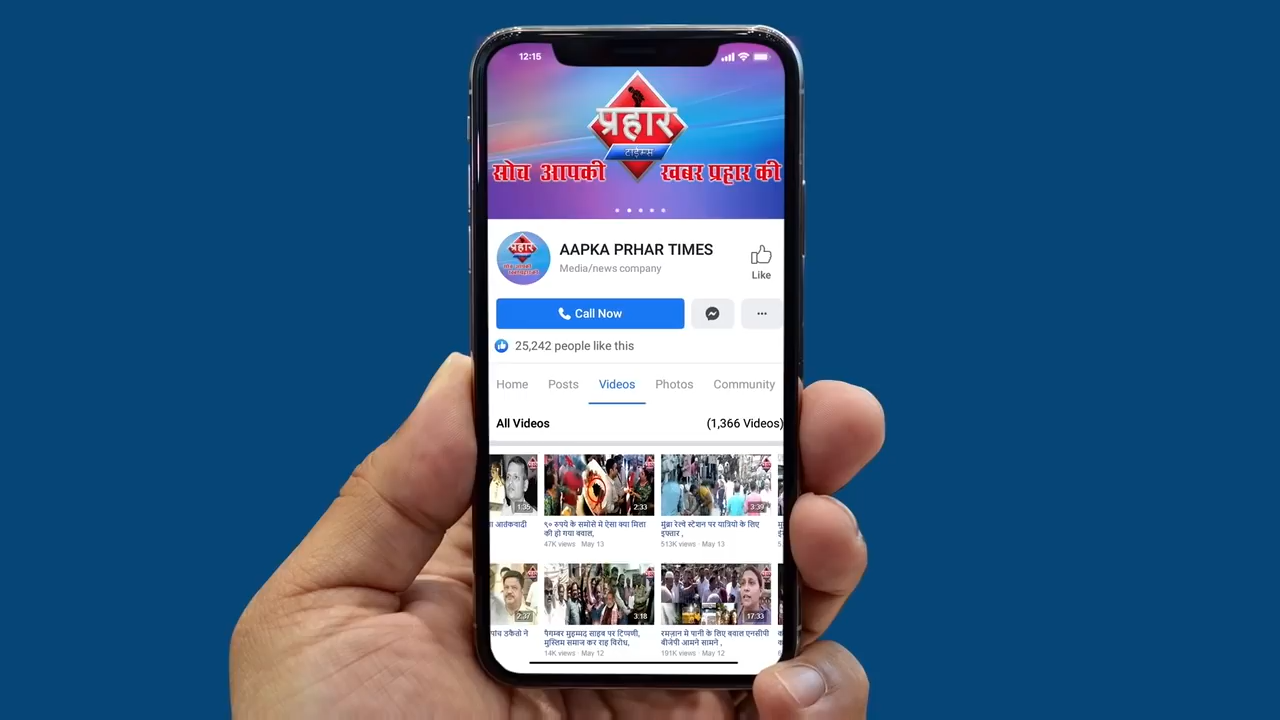 12:15
प्रहार
टाईम्स
सोच आपकी
खबर प्रहार की
प्रहार
AAPKA PRHAR TIMES
Media/news company
Like
Call Now
25,242 people like this
Home
Posts
Videos
Photos
Community
All Videos
(1,366 Videos)
1:35
2:33
3:39
आतंकवादी
९० रुपये के समोसे मे ऐसा क्या मिला
की हो गया बवाल,
47K views · May 13
मुंब्रा रेल्वे स्टेशन पर यात्रियो के लिए
इफ्तार ,
513K views · May 13
2:37
3:18
17:33
पांच डकैतो ने
पैगम्बर मुहम्मद साहब पर टिप्पणी,
मुस्लिम समाज कर राह विरोध,
14K views · May 12
रमज़ान मे पानी के लिए बवाल एनसीपी
बीजेपी आमने सामने ,
191K views · May 12